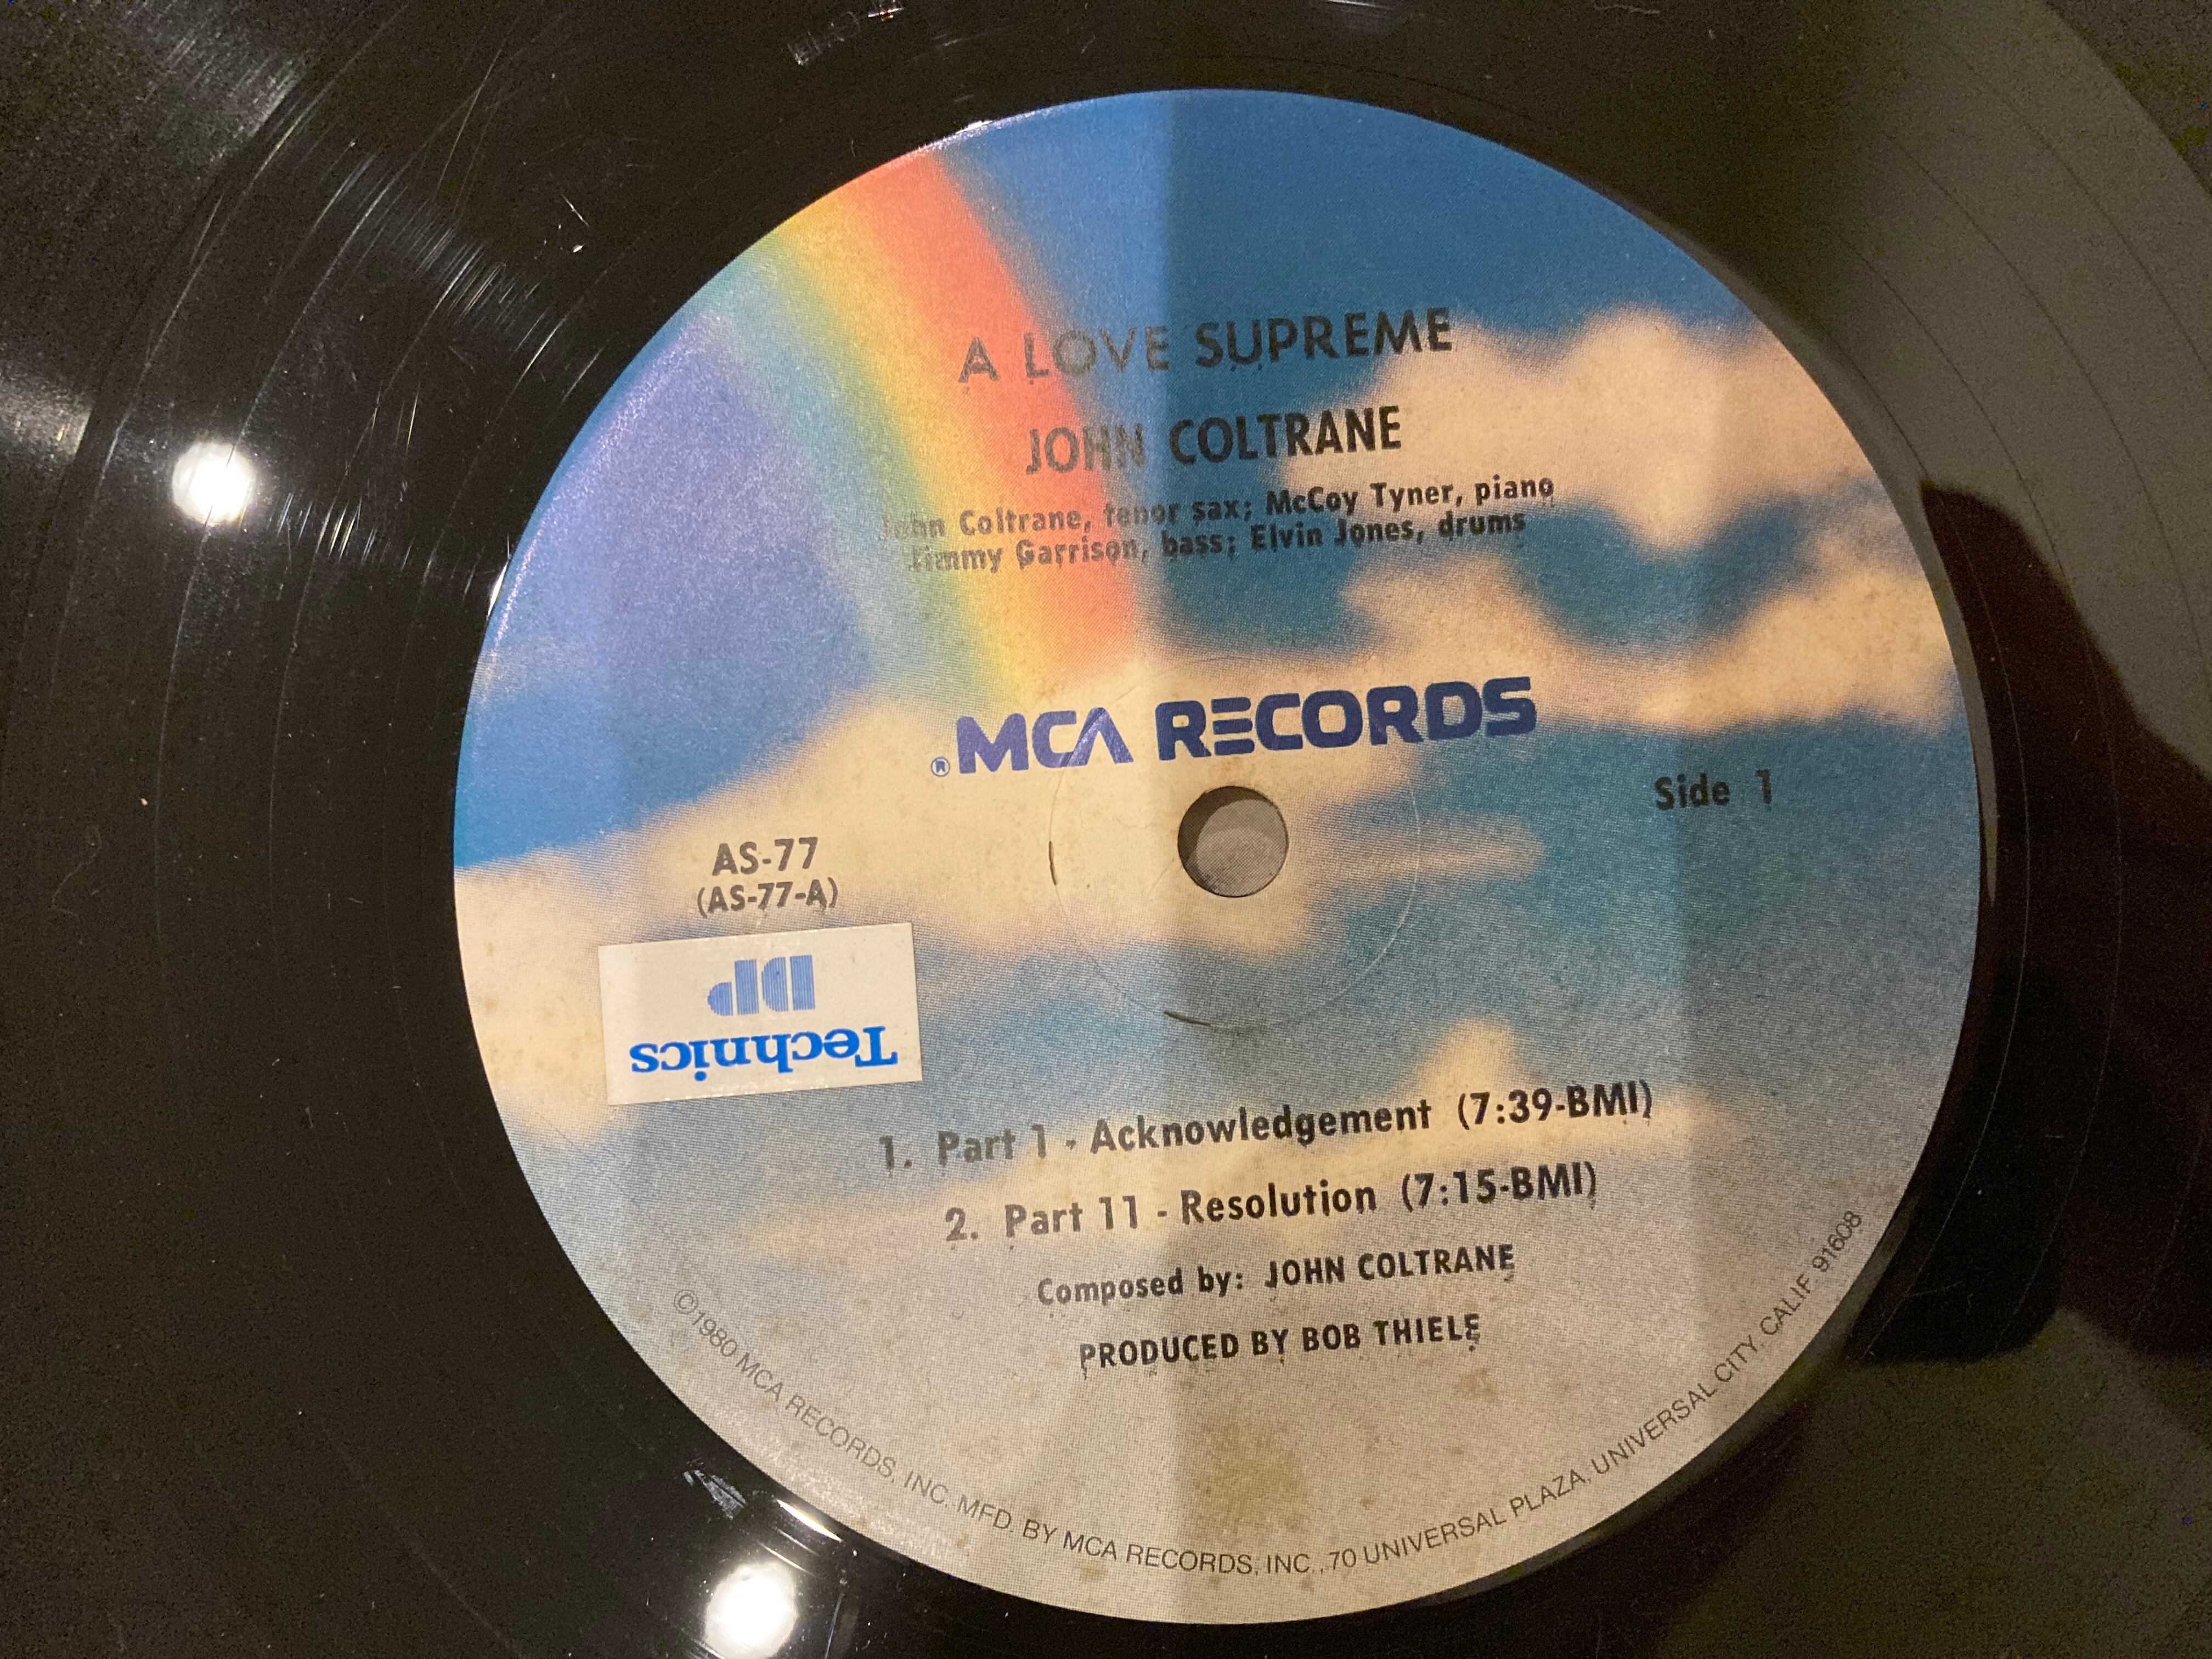 A LOVE SUPREME
JOHN COLTRANE
John Coltrane, tenor sax; McCoy Tyner, piano
Jimmy Garrison, bass; Elvin Jones, drums
®MCA RECORDS
Side 1
AS-77
(AS-77-A)
DP
Technics
1. Part 1 - Acknowledgement (7:39-BMI)
2. Part 11 - Resolution (7:15-BMI)
Composed by: JOHN COLTRANE
PRODUCED BY BOB THIELE
©1980 MCA RECORDS, INC. MFD. BY MCA RECORDS, INC., 70 UNIVERSAL PLAZA, UNIVERSAL CITY, CALIF. 91608